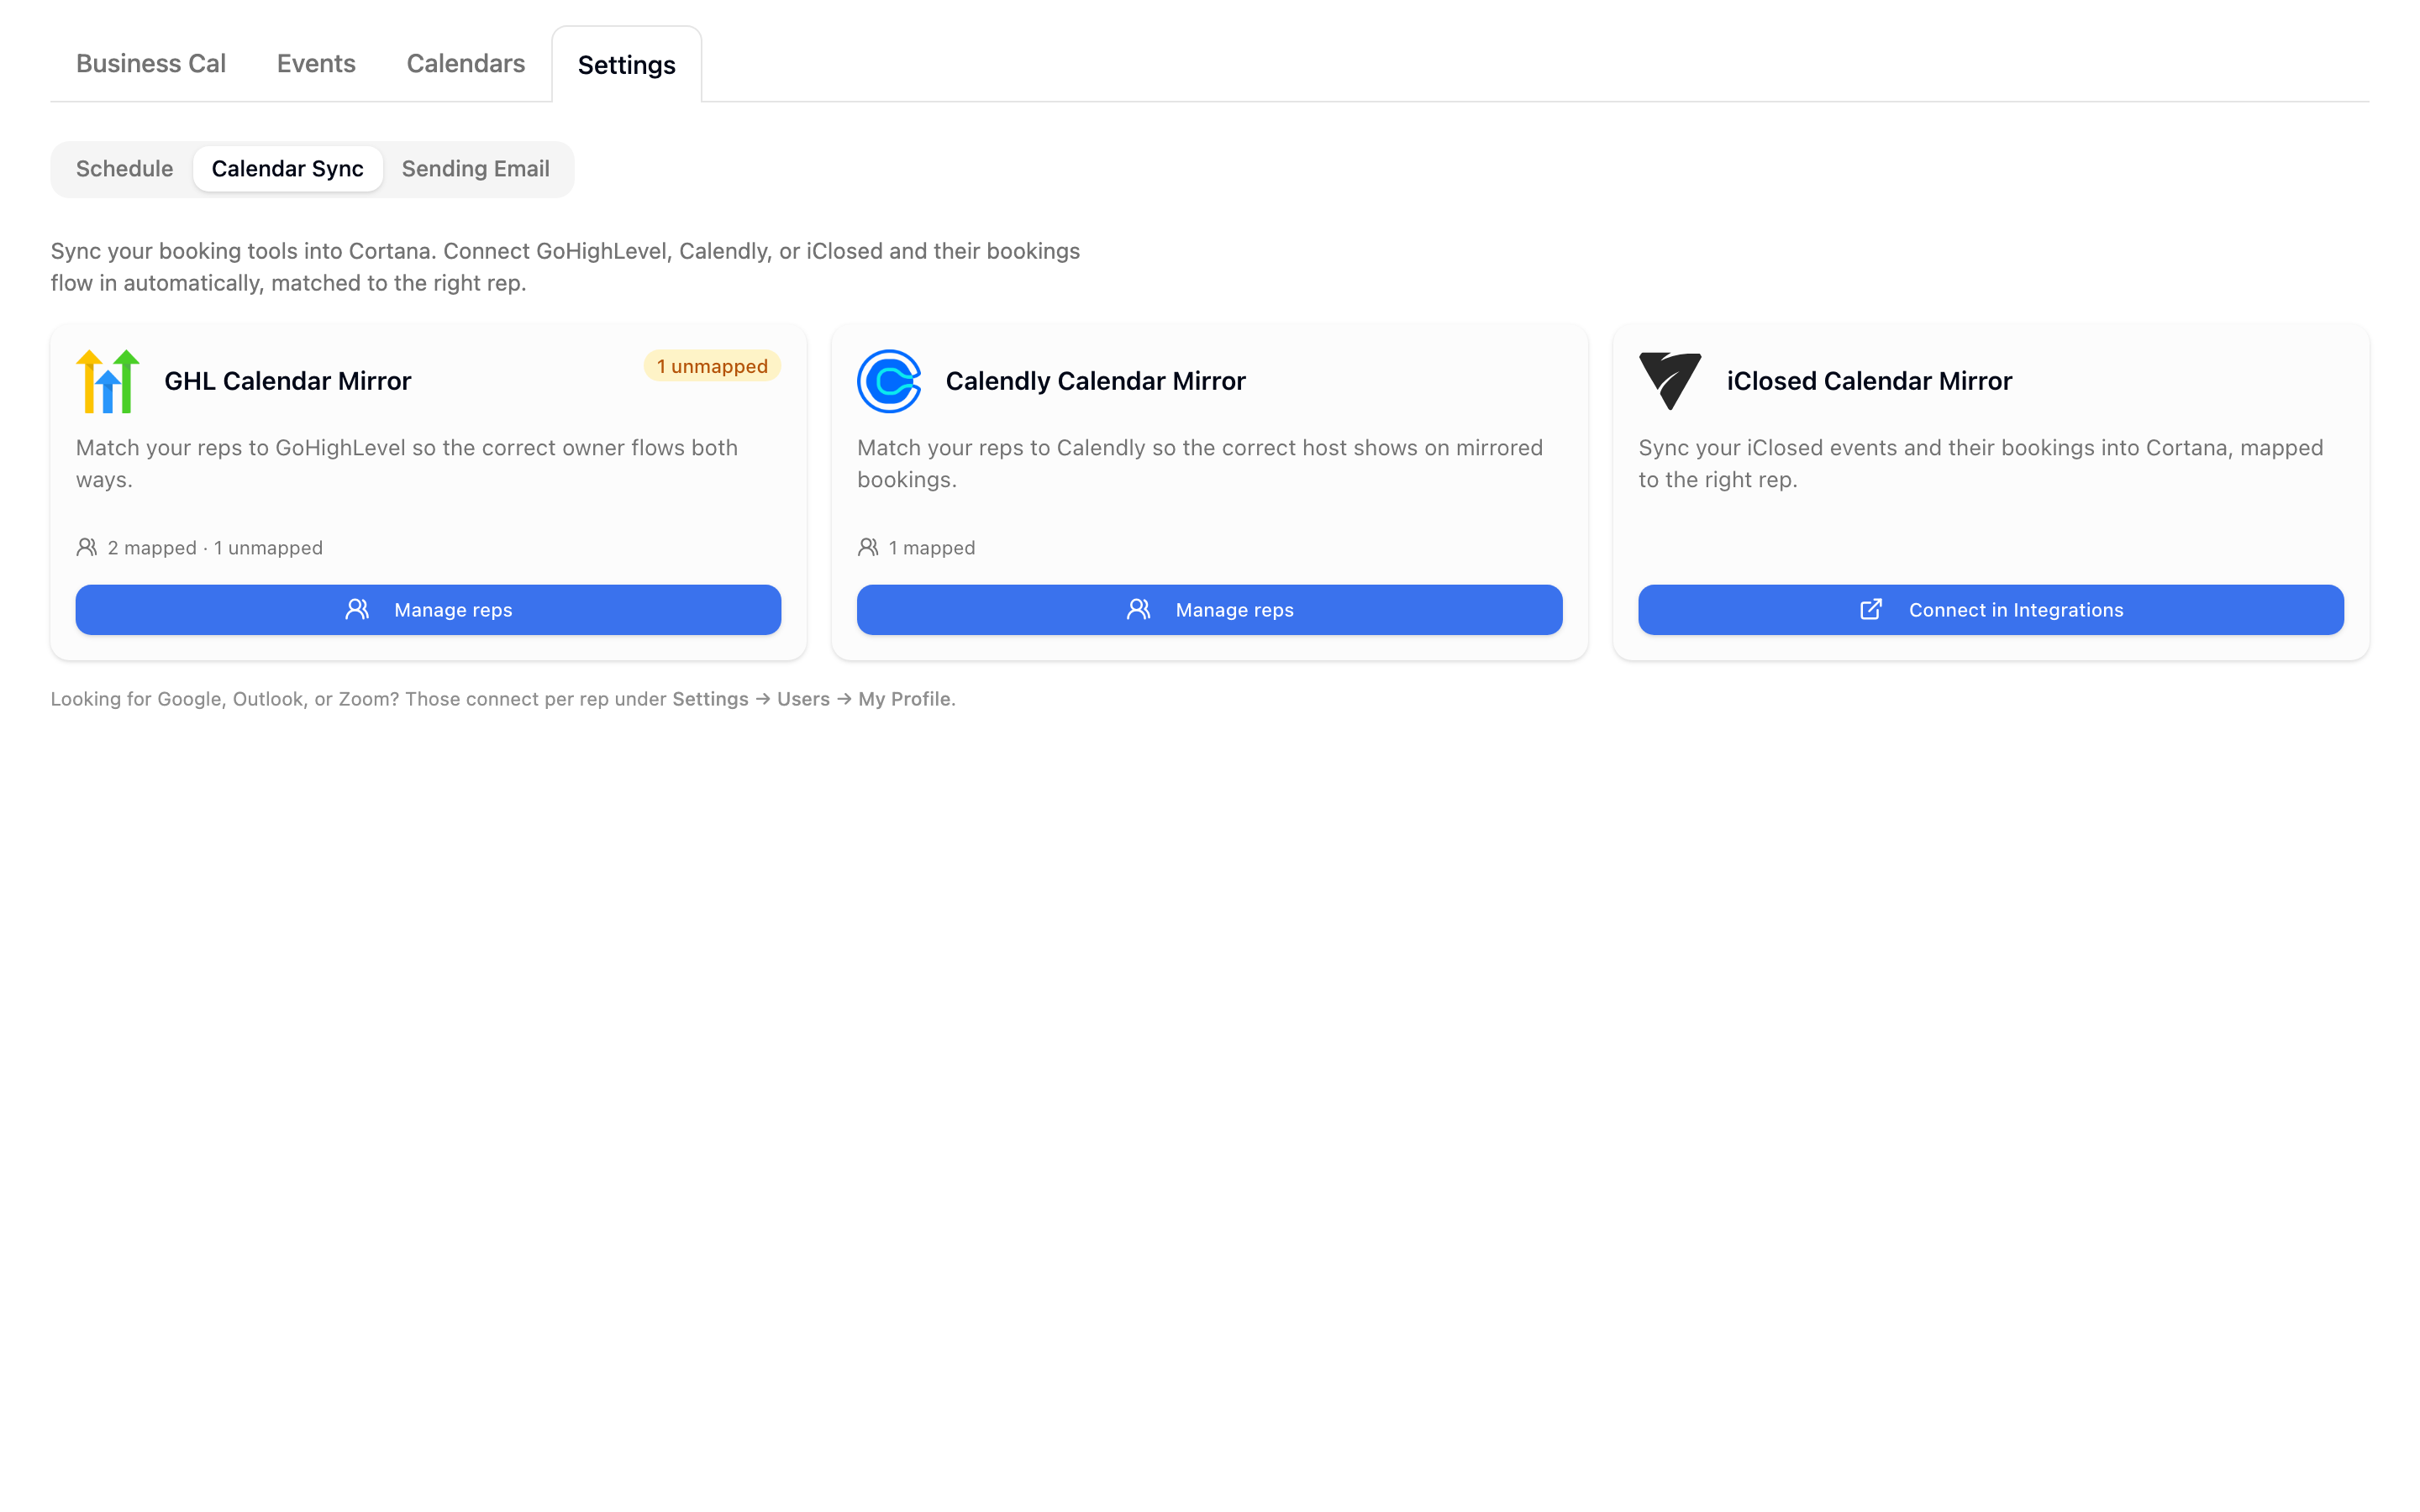 Business Cal
Events
Calendars
Settings
Schedule
Calendar Sync
Sending Email
Sync your booking tools into Cortana. Connect GoHighLevel, Calendly, or iClosed and their bookings
flow in automatically, matched to the right rep.
GHL Calendar Mirror
1 unmapped
Match your reps to GoHighLevel so the correct owner flows both
ways.
2 mapped · 1 unmapped
Manage reps
Calendly Calendar Mirror
Match your reps to Calendly so the correct host shows on mirrored
bookings.
1 mapped
Manage reps
iClosed Calendar Mirror
Sync your iClosed events and their bookings into Cortana, mapped
to the right rep.
Connect in Integrations
Looking for Google, Outlook, or Zoom? Those connect per rep under Settings → Users → My Profile.